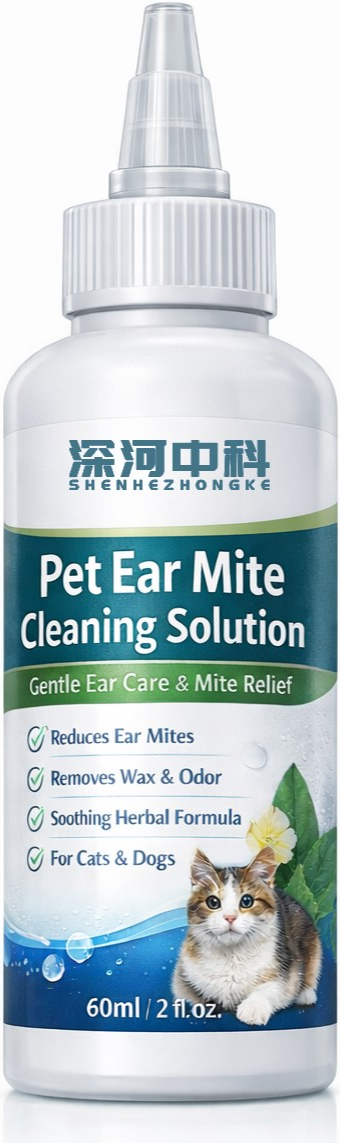 深河中科
SHENHEZHONGKE
Pet Ear Mite
Cleaning Solution
Gentle Ear Care & Mite Relief
Reduces Ear Mites
Removes Wax & Odor
Soothing Herbal Formula
For Cats & Dogs
60ml / 2 fl.oz.